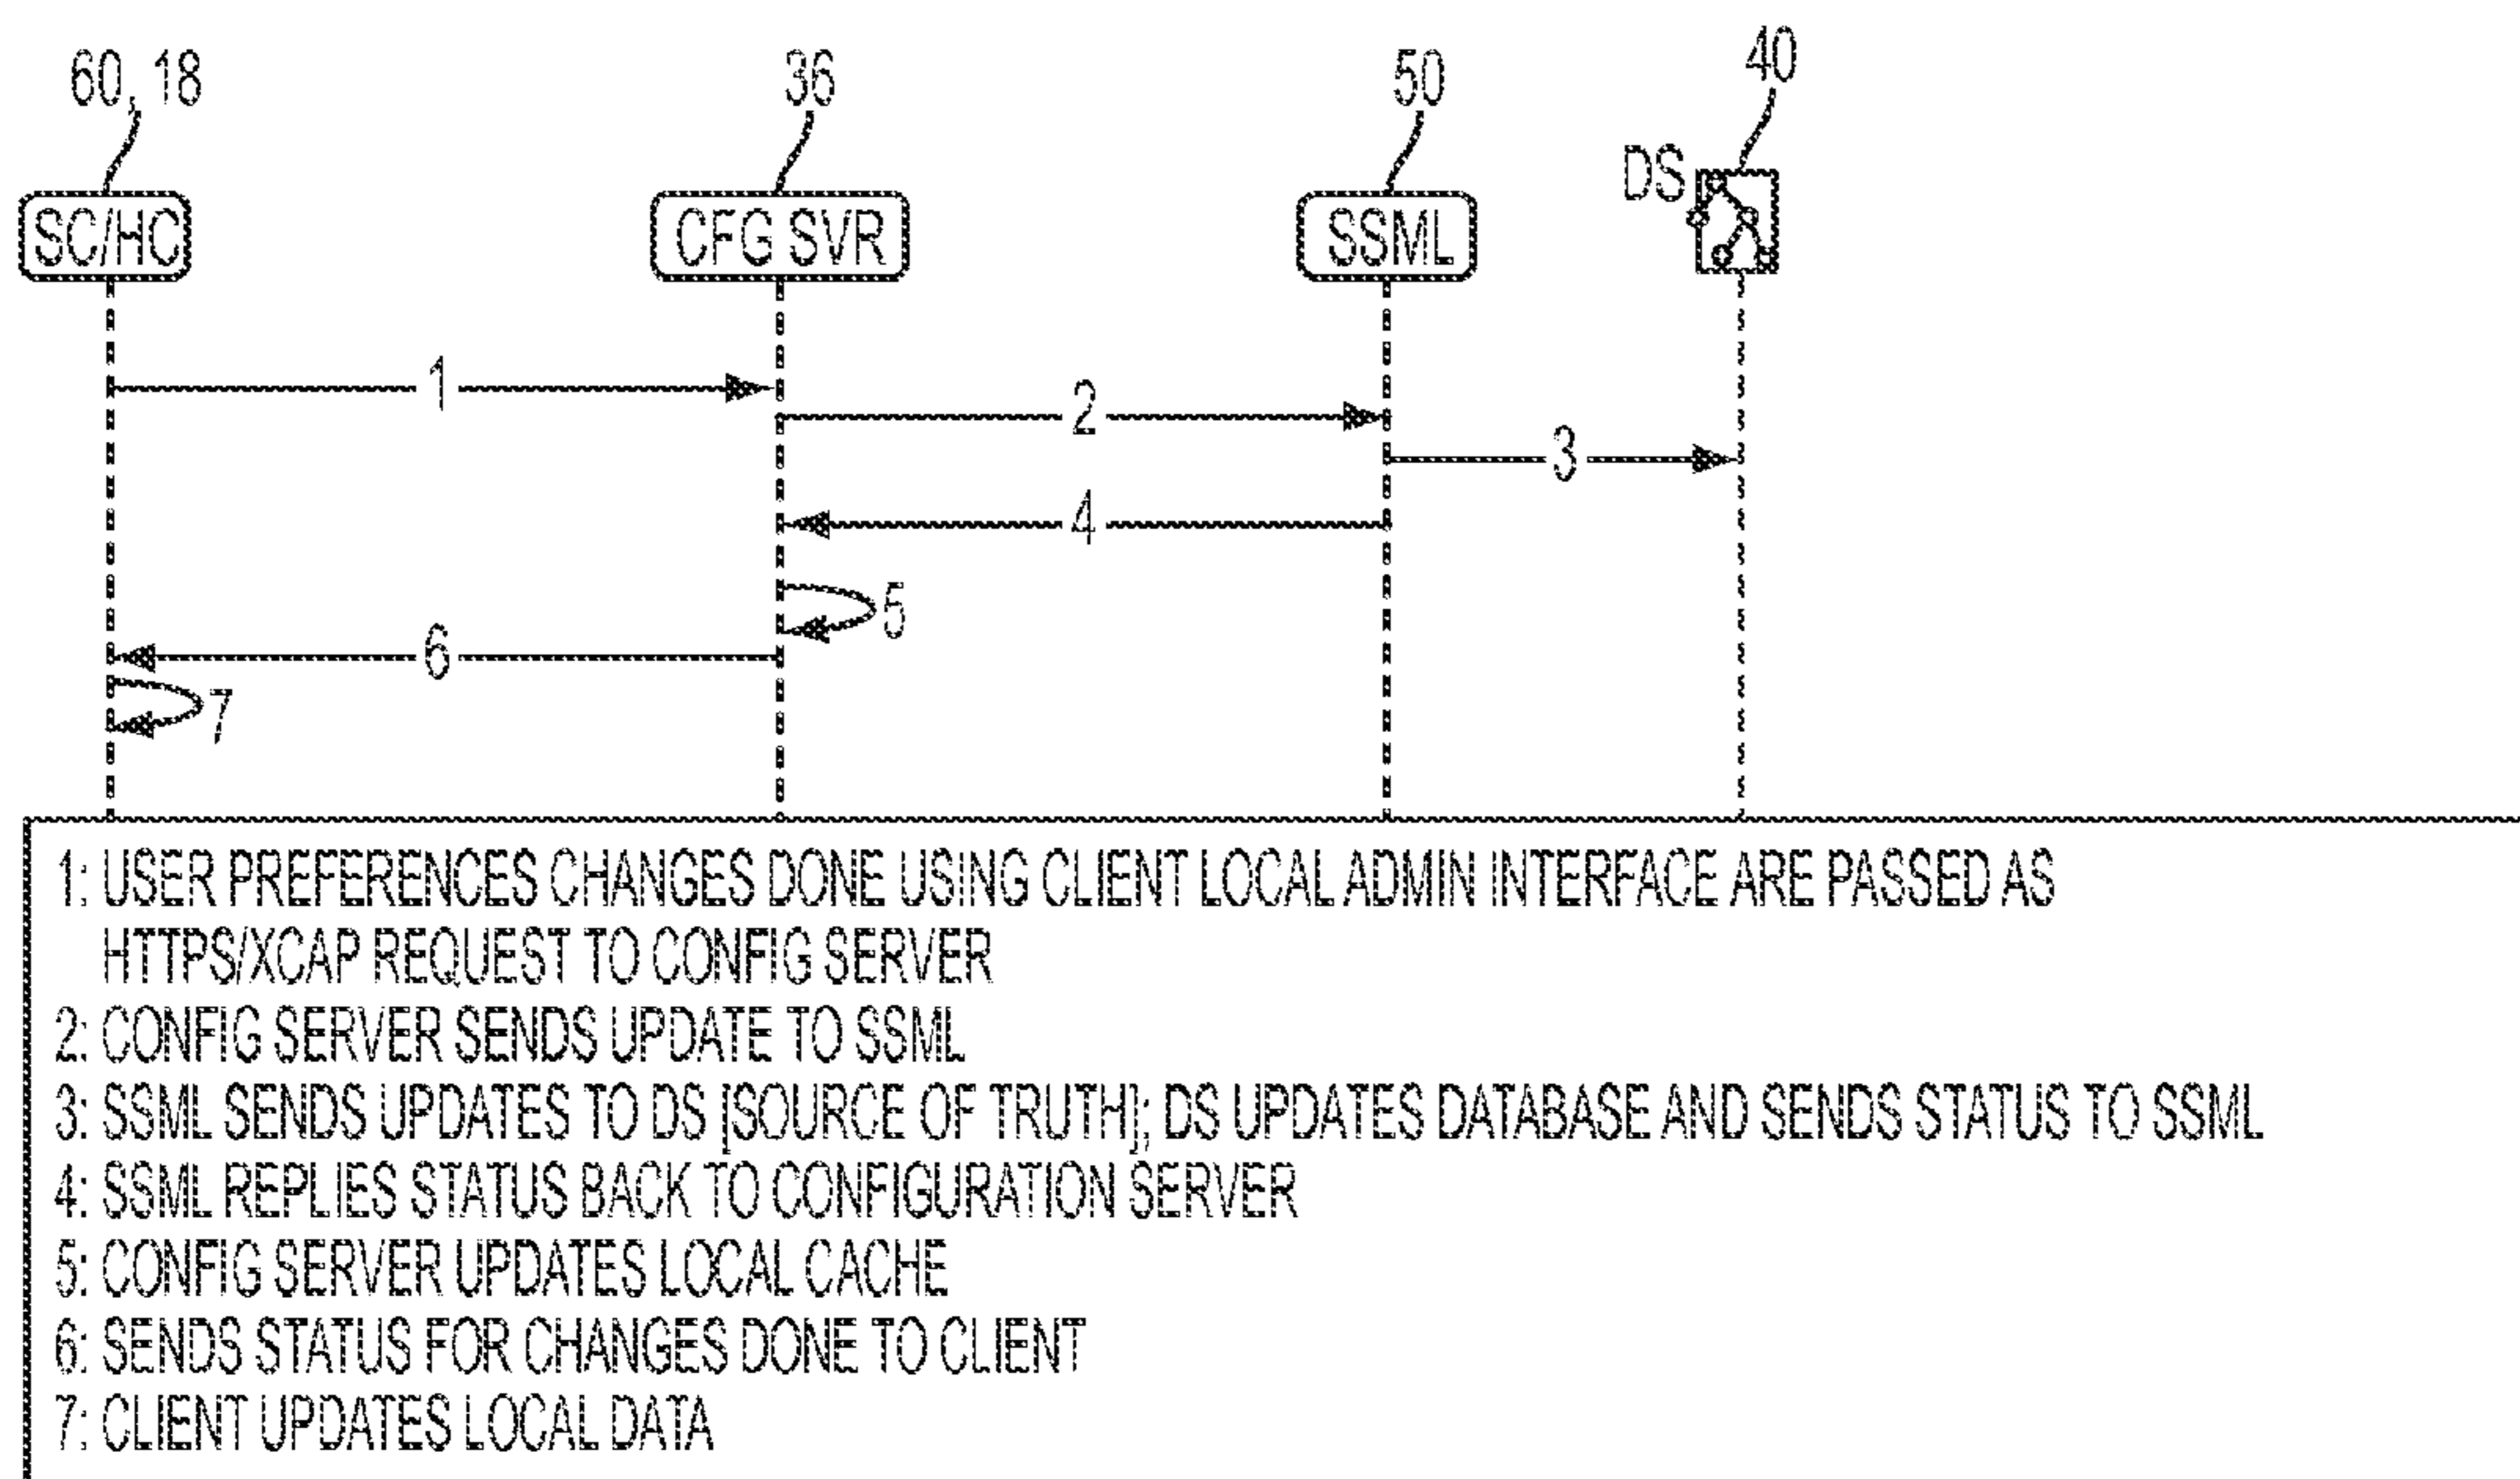 60, 18
36
50
40
SC/HC
CFG SVR
SSML
DS
1
2
3
4
5
6
7
1: USER PREFERENCES CHANGES DONE USING CLIENT LOCAL ADMIN INTERFACE ARE PASSED AS
HTTPS/XCAP REQUEST TO CONFIG SERVER
2: CONFIG SERVER SENDS UPDATE TO SSML
3: SSML SENDS UPDATES TO DS [SOURCE OF TRUTH]; DS UPDATES DATABASE AND SENDS STATUS TO SSML
4: SSML REPLIES STATUS BACK TO CONFIGURATION SERVER
5: CONFIG SERVER UPDATES LOCAL CACHE
6: SENDS STATUS FOR CHANGES DONE TO CLIENT
7: CLIENT UPDATES LOCAL DATA